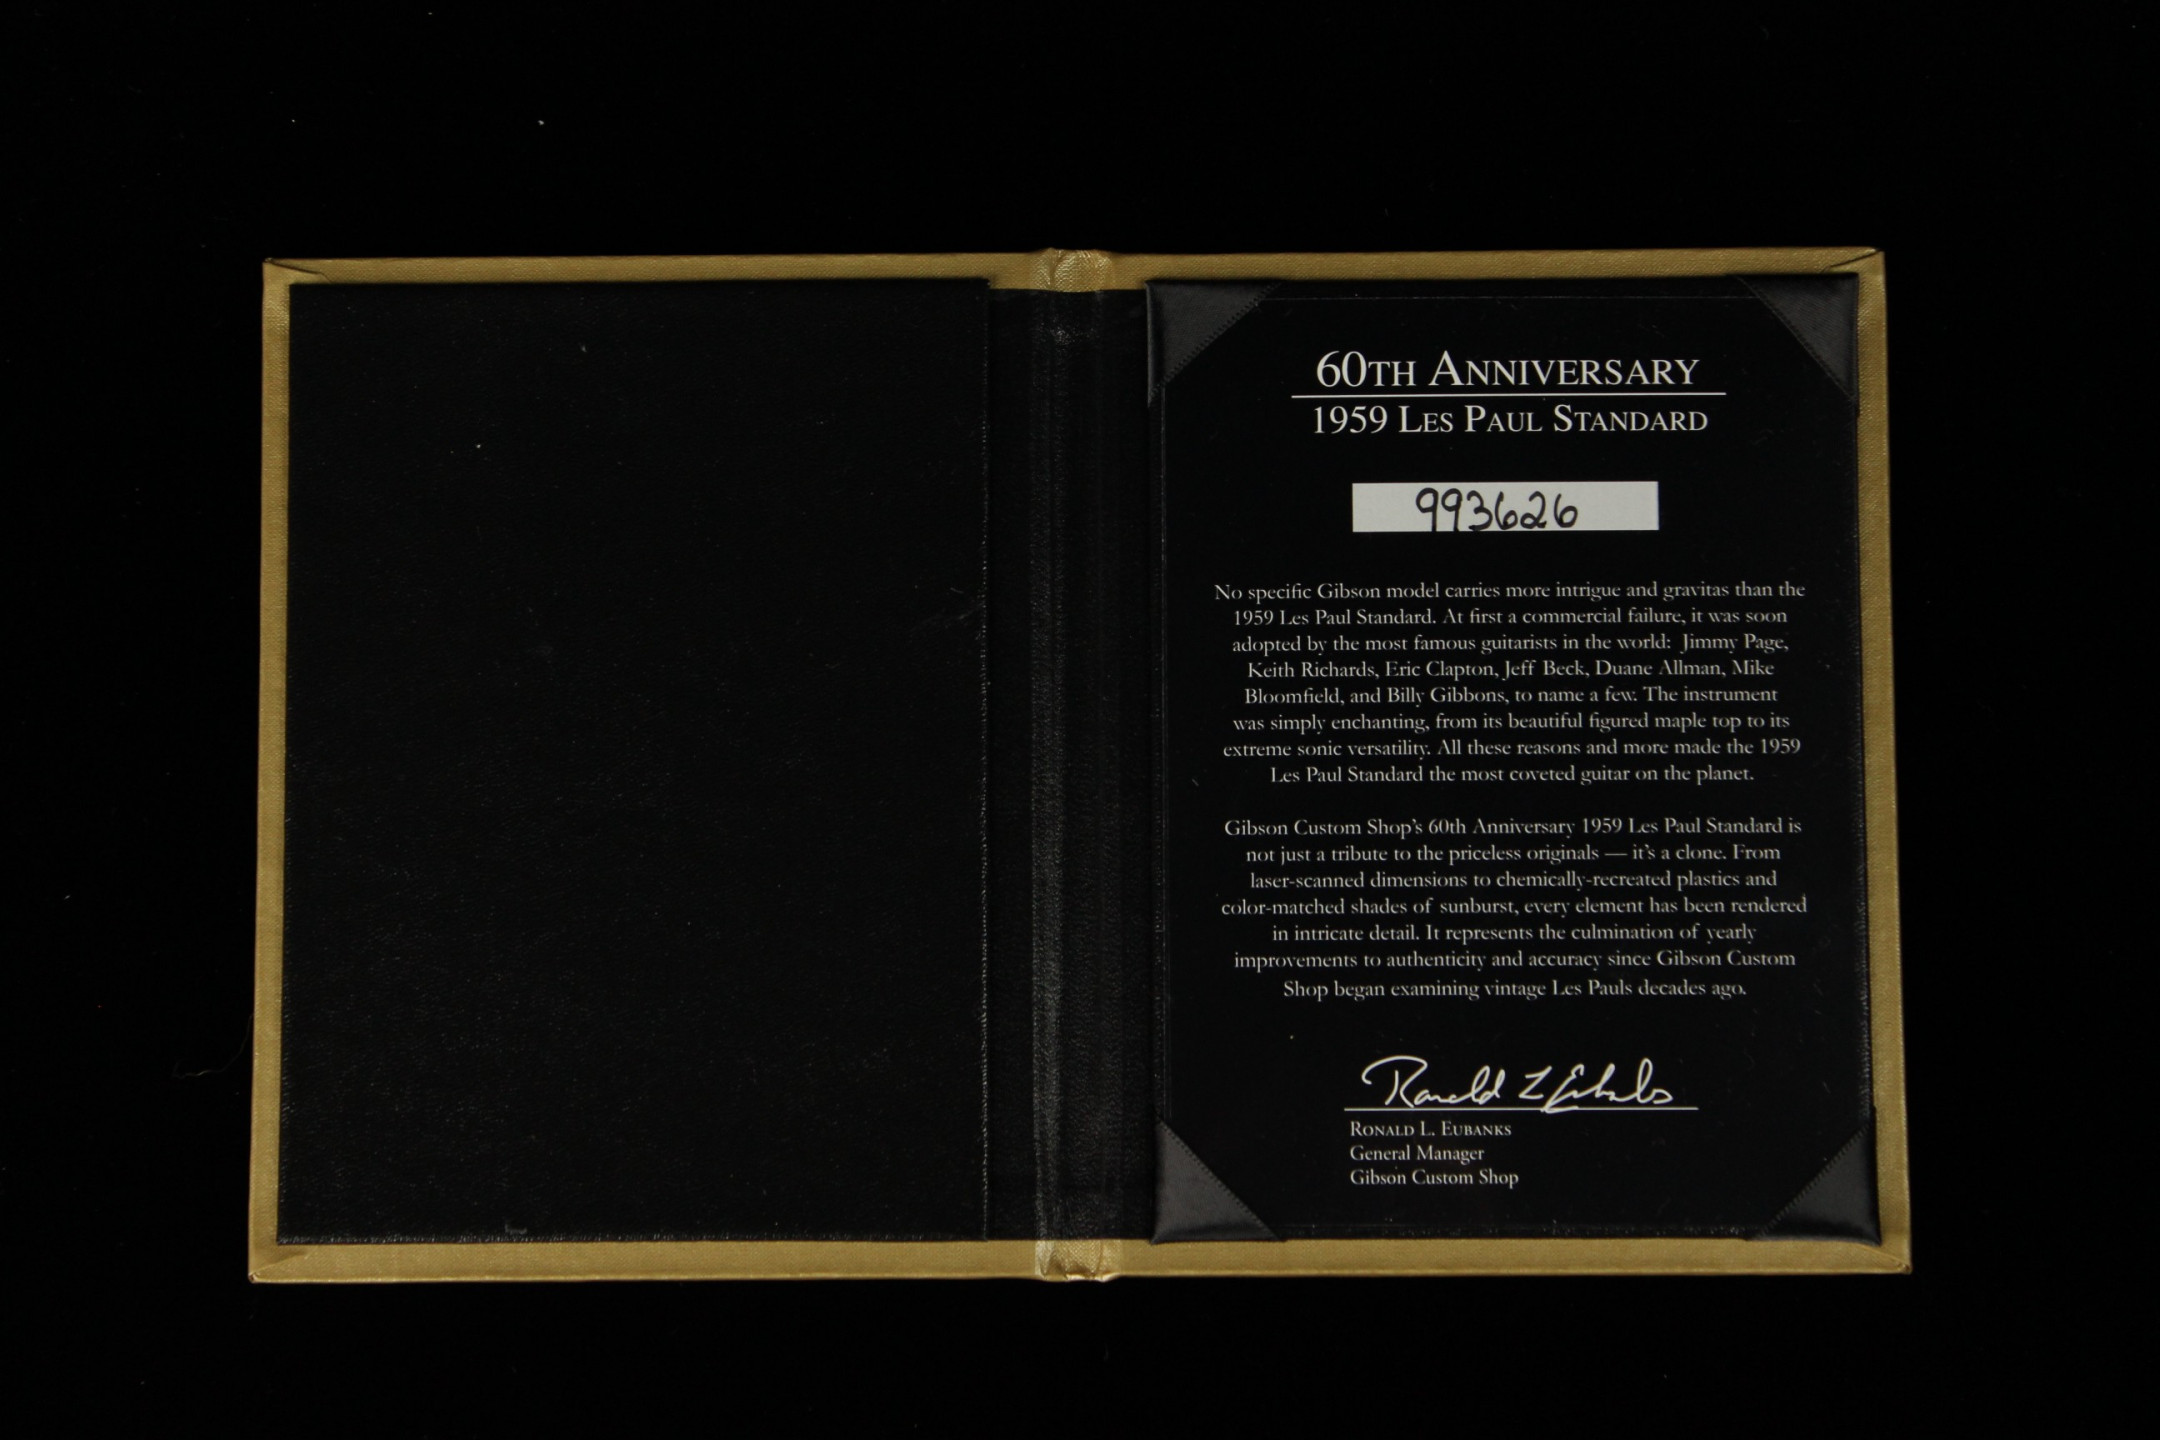 60TH ANNIVERSARY
1959 LES PAUL STANDARD
993626
No specific Gibson model carries more intrigue and gravitas than the
1959 Les Paul Standard. At first a commercial failure, it was soon
adopted by the most famous guitarists in the world:  Jimmy Page,
Keith Richards, Eric Clapton, Jeff Beck, Duane Allman, Mike
Bloomfield, and Billy Gibbons, to name a few. The instrument
was simply enchanting, from its beautiful figured maple top to its
extreme sonic versatility. All these reasons and more made the 1959
Les Paul Standard the most coveted guitar on the planet.
Gibson Custom Shop's 60th Anniversary 1959 Les Paul Standard is
not just a tribute to the priceless originals — it's a clone. From
laser-scanned dimensions to chemically-recreated plastics and
color-matched shades of sunburst, every element has been rendered
in intricate detail. It represents the culmination of yearly
improvements to authenticity and accuracy since Gibson Custom
Shop began examining vintage Les Pauls decades ago.
Ronald L Eubanks
RONALD L. EUBANKS
General Manager
Gibson Custom Shop